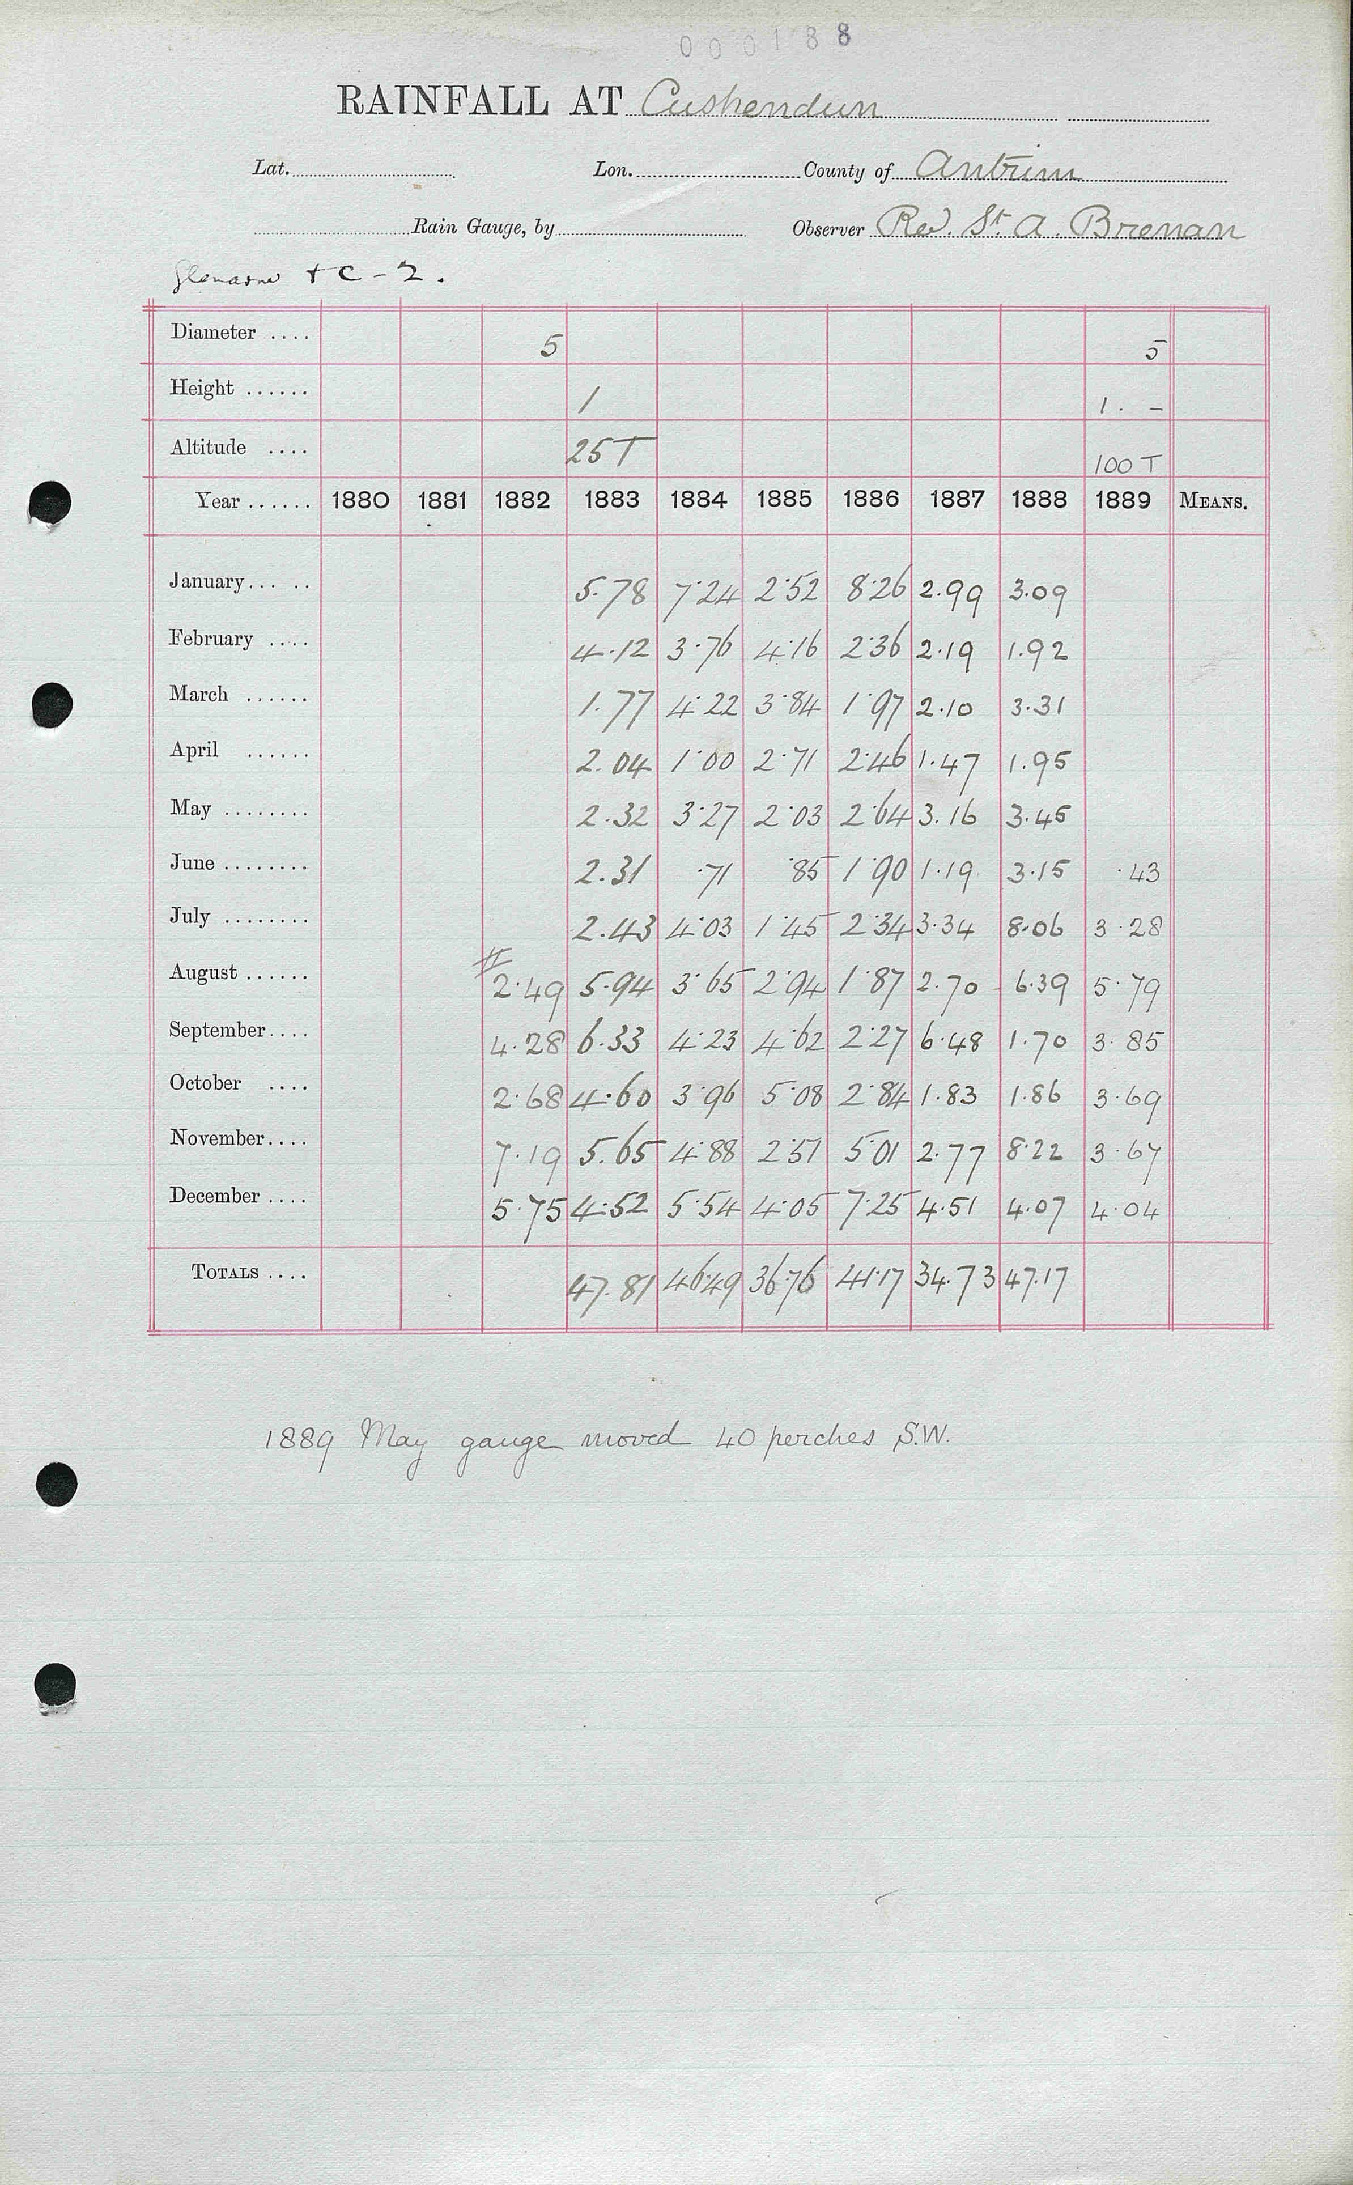 000188
RAINFALL AT Cushendun
Lat. Lon. County of Antrim
Rain Gauge, by Observer Rev. St. A. Brenan
+ C - 2.
Diameter .... 5 5
Height ...... 1 1. -
Altitude .... 25 T 100 T
Year ...... 1880 1881 1882 1883 1884 1885 1886 1887 1888 1889 MEANS.
January... .. 5.78 7.24 2.52 8.26 2.99 3.09
February .... 4.12 3.76 4.16 2.36 2.19 1.92
March ...... 1.77 4.22 3.84 1.97 2.10 3.31
April ...... 2.04 1.00 2.71 2.46 1.47 1.95
May ........ 2.32 3.27 2.03 2.64 3.16 3.45
June ........ 2.31 .71 .85 1.90 1.19 3.15 .43
July ........ 2.43 4.03 1.45 2.34 3.34 8.06 3.28
August ...... # 2.49 5.94 3.65 2.94 1.87 2.70 6.39 5.79
September.... 4.28 6.33 4.23 4.62 2.27 6.48 1.70 3.85
October .... 2.68 4.60 3.96 5.08 2.84 1.83 1.86 3.69
November.... 7.19 5.65 4.88 2.51 5.01 2.77 8.22 3.67
December .... 5.75 4.52 5.54 4.05 7.25 4.51 4.07 4.04
TOTALS .... 47.81 46.49 36.76 41.17 34.73 47.17
1889 May gauge moved 40 perches S.W.